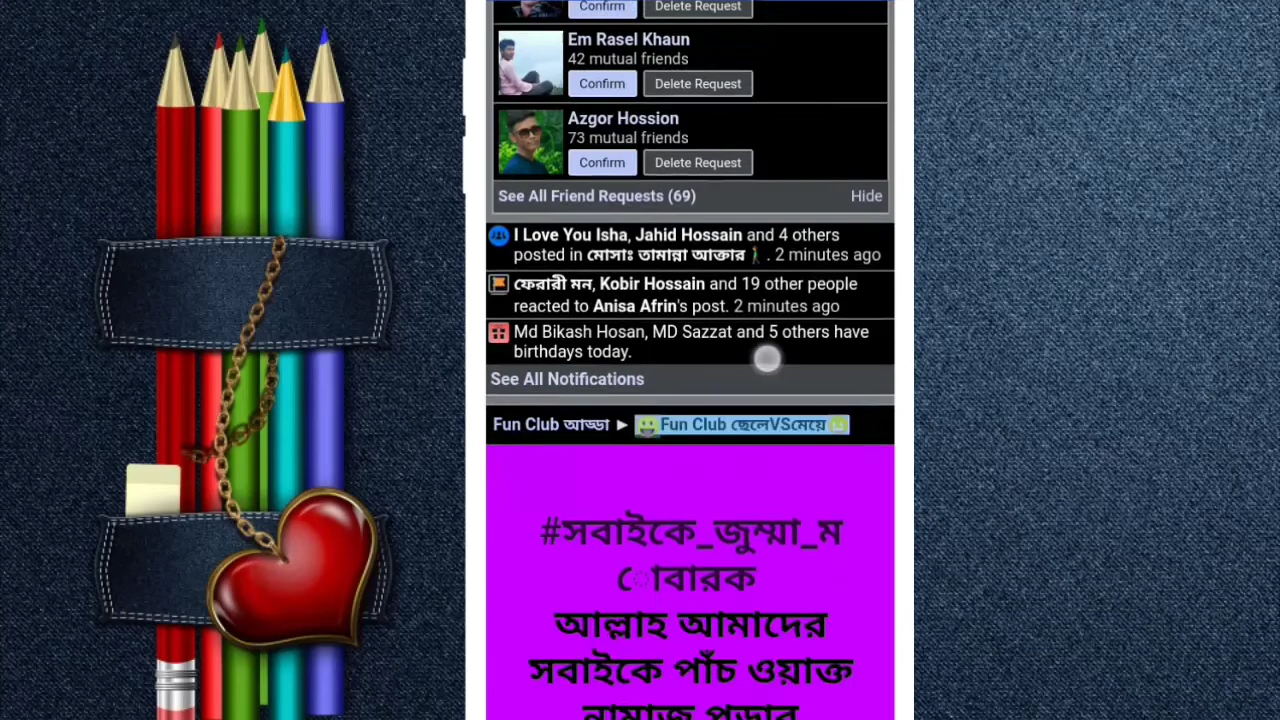 Confirm Delete Request
Em Rasel Khaun
42 mutual friends
Confirm Delete Request
Azgor Hossion
73 mutual friends
Confirm Delete Request
See All Friend Requests (69) Hide
I Love You Isha, Jahid Hossain and 4 others
posted in মোসাঃ তামান্না আক্তার🚶. 2 minutes ago
ফেরারী মন, Kobir Hossain and 19 other people
reacted to Anisa Afrin's post. 2 minutes ago
Md Bikash Hosan, MD Sazzat and 5 others have
birthdays today.
See All Notifications
Fun Club আড্ডা ► Fun Club ছেলেVSমেয়ে
#সবাইকে_জুম্মা_ম
োবারক
আল্লাহ আমাদের
সবাইকে পাঁচ ওয়াক্ত
নামাজ পড়ার